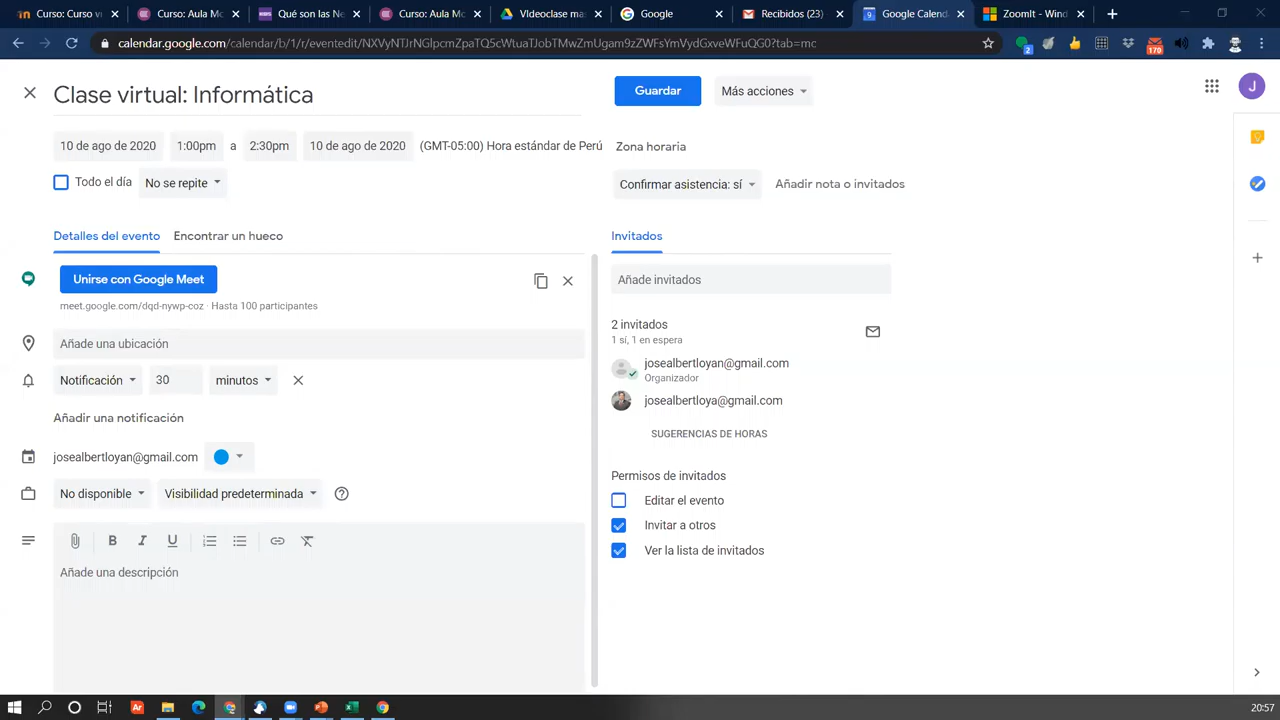 Curso: Curso v
Curso: Aula Mo
Qué son las Ne
Curso: Aula Mo
VIdeoclase mas
Google
Recibidos (23)
Google Calend
ZoomIt - Wind
calendar.google.com/calendar/b/1/r/eventedit/NXVyNTJrNGlpcmZpaTQ5cWtuaTJobTMwZmUgam9zZWFsYmVydGxveWFuQG0?tab=mc
2
170
Clase virtual: Informática
Guardar
Más acciones
J
10 de ago de 2020
1:00pm
a
2:30pm
10 de ago de 2020
(GMT-05:00) Hora estándar de Perú
Zona horaria
Todo el día
No se repite
Confirmar asistencia: sí
Añadir nota o invitados
Detalles del evento
Encontrar un hueco
Invitados
Unirse con Google Meet
meet.google.com/dqd-nywp-coz · Hasta 100 participantes
Añade una ubicación
Notificación
30
minutos
Añadir una notificación
josealbertloyan@gmail.com
No disponible
Visibilidad predeterminada
B I U
Añade una descripción
Añade invitados
2 invitados
1 sí, 1 en espera
josealbertloyan@gmail.com
Organizador
josealbertloya@gmail.com
SUGERENCIAS DE HORAS
Permisos de invitados
Editar el evento
Invitar a otros
Ver la lista de invitados
Ar
20:57